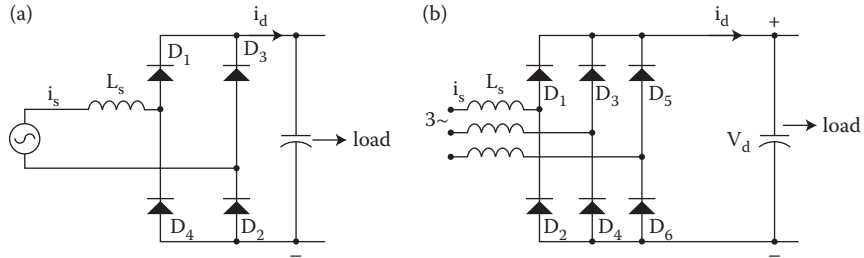 (a)
i_d
D_1
D_3
i_s
L_s
load
D_4
D_2
−
(b)
i_d
+
i_s
L_s
D_1
D_3
D_5
3~
V_d
load
D_2
D_4
D_6
−